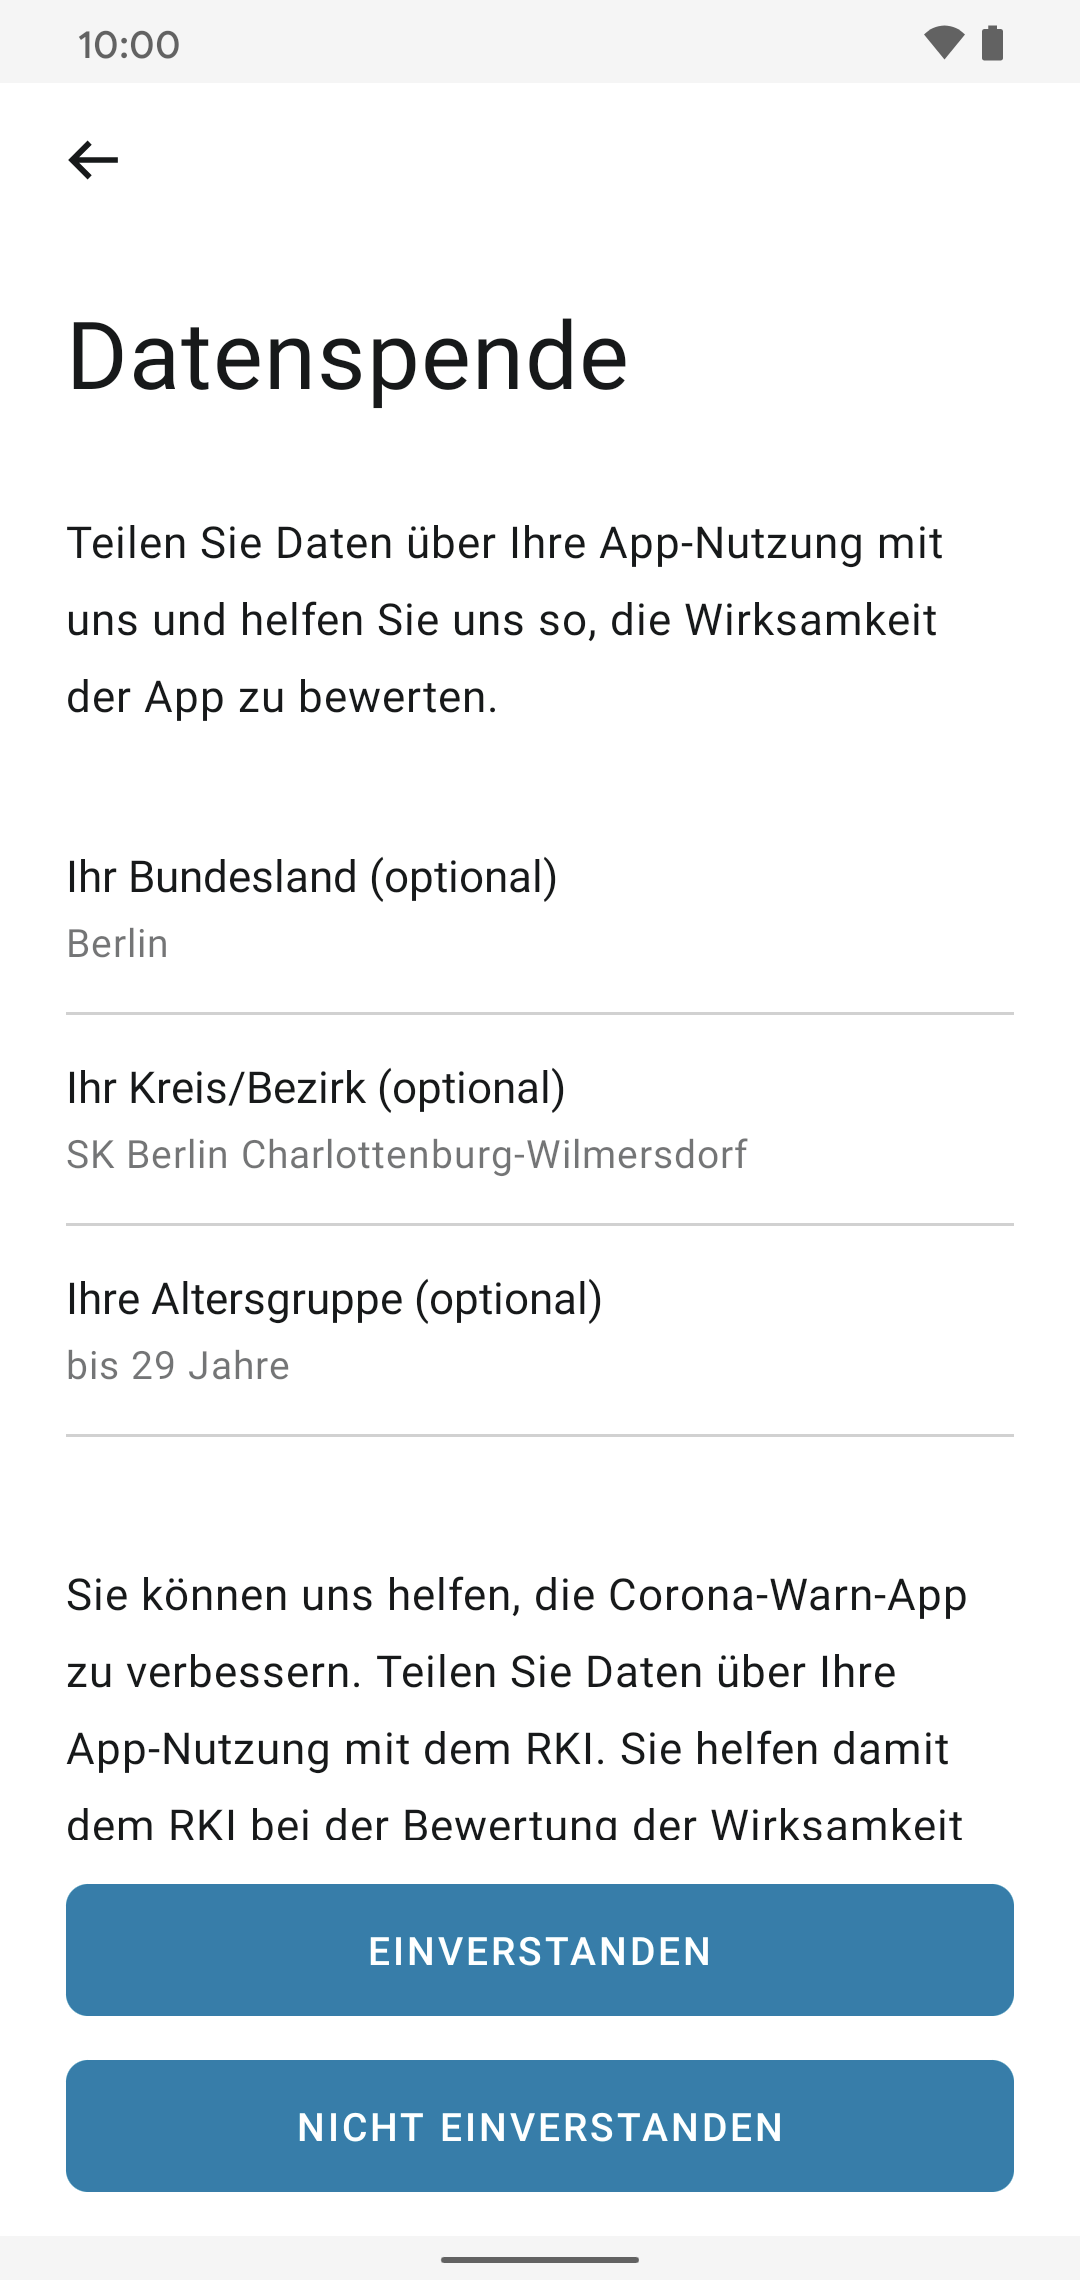 10:00
Datenspende
Teilen Sie Daten über Ihre App-Nutzung mit
uns und helfen Sie uns so, die Wirksamkeit
der App zu bewerten.
Ihr Bundesland (optional)
Berlin
Ihr Kreis/Bezirk (optional)
SK Berlin Charlottenburg-Wilmersdorf
Ihre Altersgruppe (optional)
bis 29 Jahre
Sie können uns helfen, die Corona-Warn-App
zu verbessern. Teilen Sie Daten über Ihre
App-Nutzung mit dem RKI. Sie helfen damit
dem RKI bei der Bewertung der Wirksamkeit
EINVERSTANDEN
NICHT EINVERSTANDEN